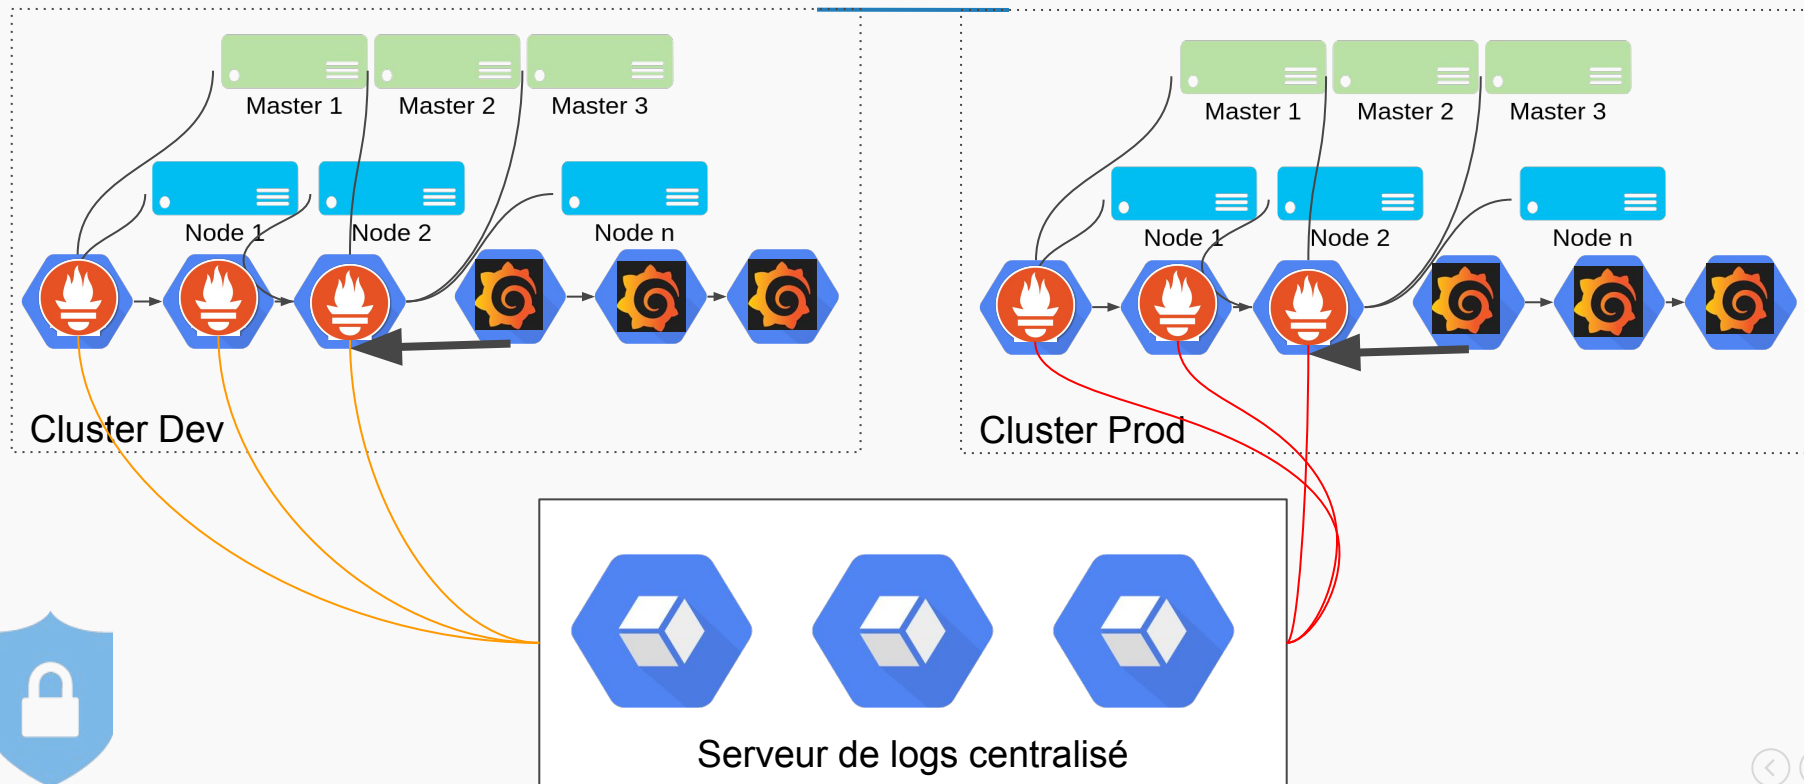 Master 1
Master 2
Master 3
Node 1
Node 2
Node n
Cluster Dev
Master 1
Master 2
Master 3
Node 1
Node 2
Node n
Cluster Prod
Serveur de logs centralisé